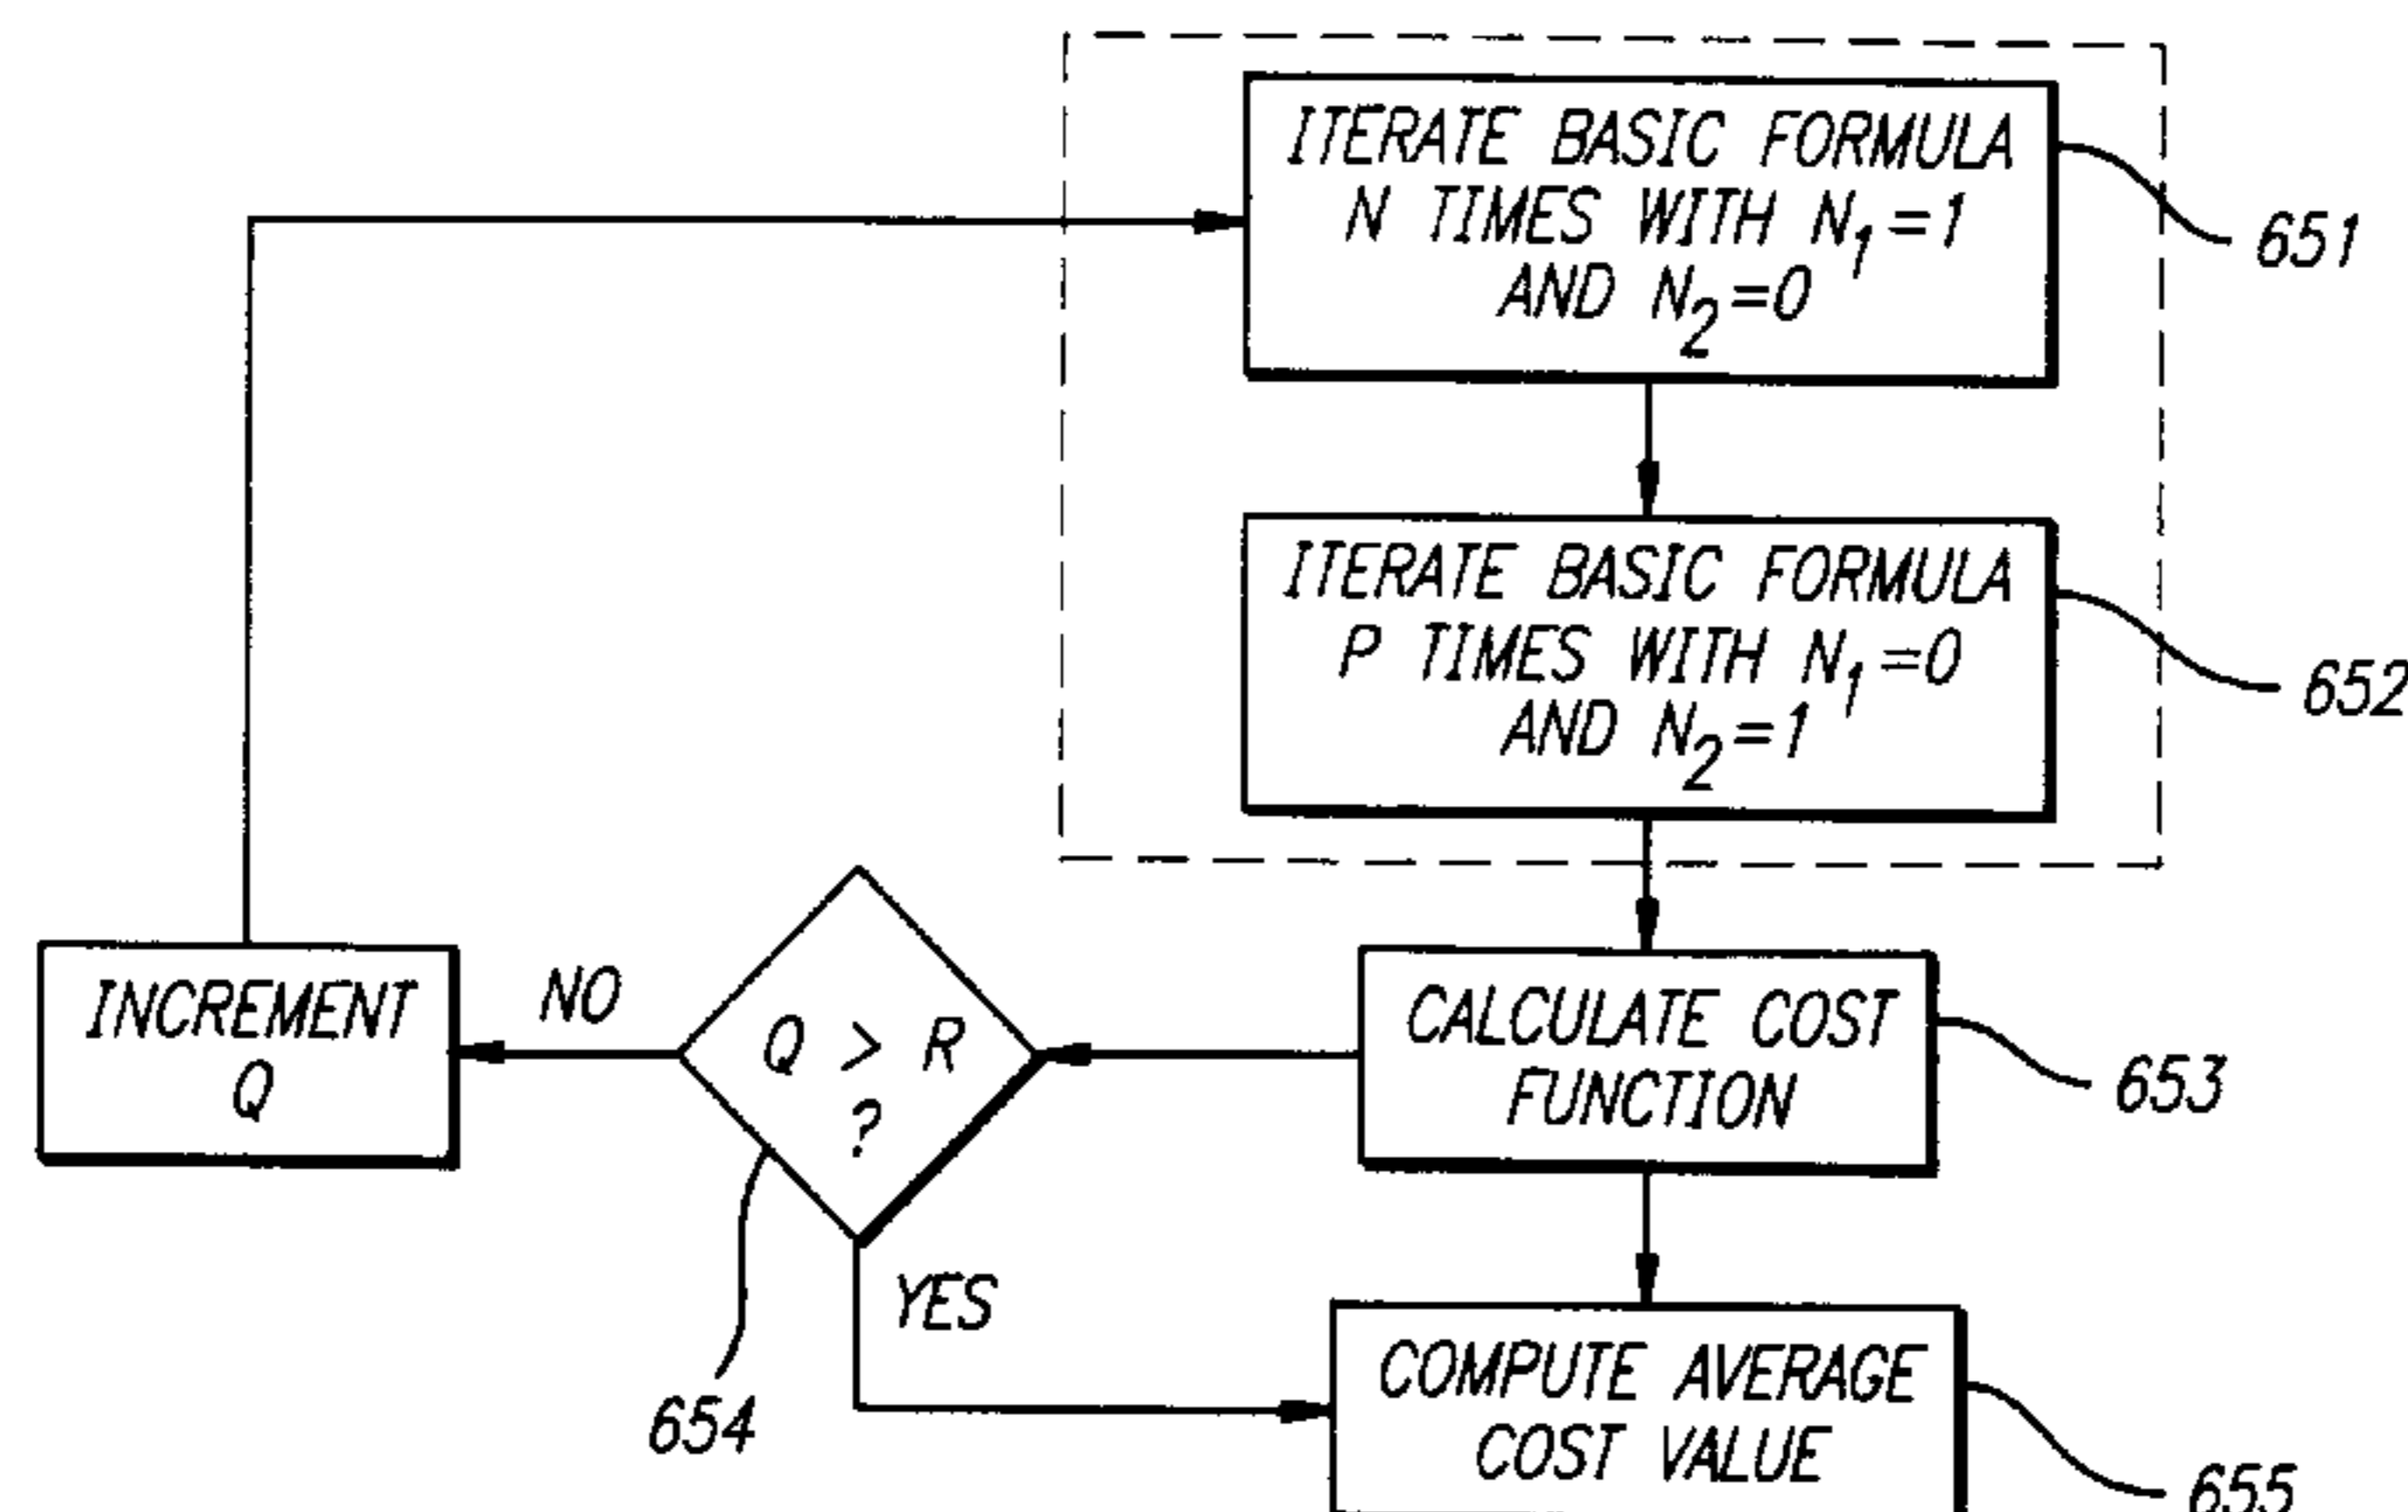 ITERATE BASIC FORMULA
N TIMES WITH N₁=1
AND N₂=0
651
ITERATE BASIC FORMULA
P TIMES WITH N₁=0
AND N₂=1
652
INCREMENT
Q
NO
Q > R
?
CALCULATE COST
FUNCTION
653
YES
654
COMPUTE AVERAGE
COST VALUE
655